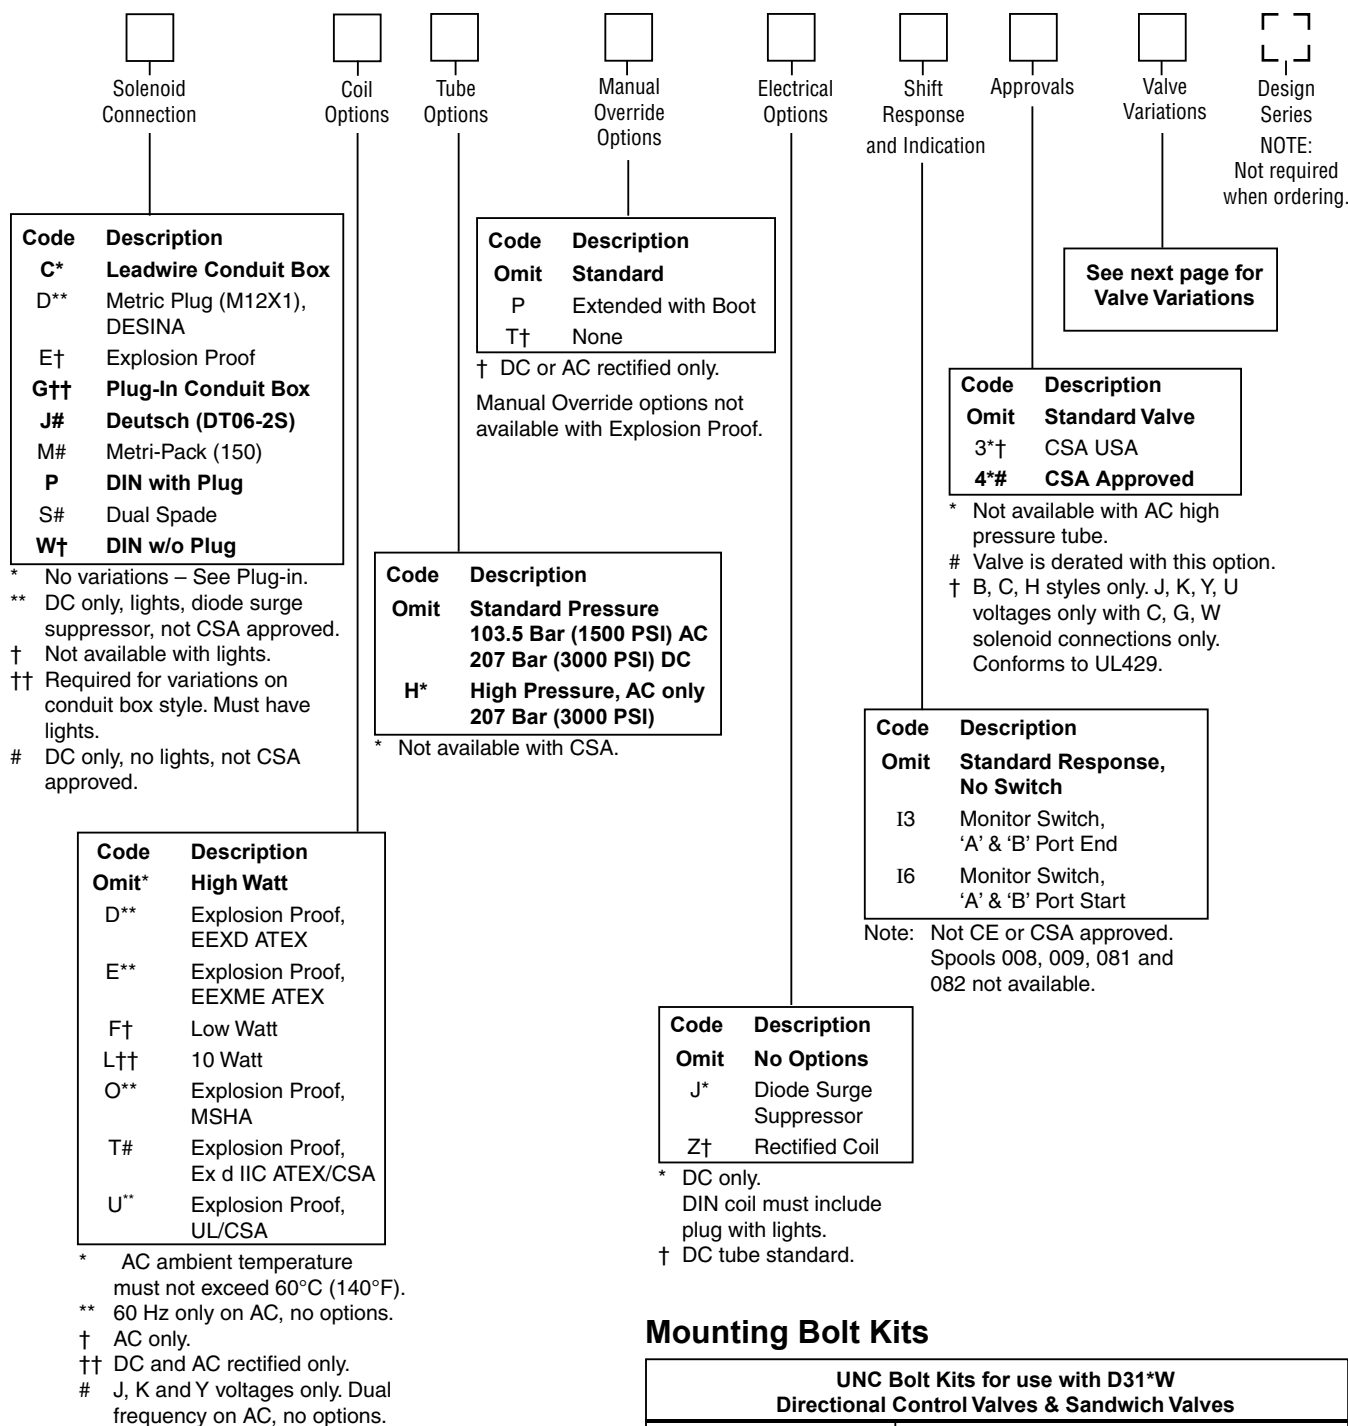 Solenoid
Connection
Coil
Options
Tube
Options
Manual
Override
Options
Electrical
Options
Shift
Response
and Indication
Approvals
Valve
Variations
Design
Series
NOTE:
Not required
when ordering.
Code Description
C* Leadwire Conduit Box
D** Metric Plug (M12X1),
DESINA
E† Explosion Proof
G†† Plug-In Conduit Box
J# Deutsch (DT06-2S)
M# Metri-Pack (150)
P DIN with Plug
S# Dual Spade
W† DIN w/o Plug
* No variations – See Plug-in.
** DC only, lights, diode surge
suppressor, not CSA approved.
† Not available with lights.
†† Required for variations on
conduit box style. Must have
lights.
# DC only, no lights, not CSA
approved.
Code Description
Omit Standard
P Extended with Boot
T† None
† DC or AC rectified only.
Manual Override options not
available with Explosion Proof.
See next page for
Valve Variations
Code Description
Omit Standard Valve
3*† CSA USA
4*# CSA Approved
* Not available with AC high
pressure tube.
# Valve is derated with this option.
† B, C, H styles only. J, K, Y, U
voltages only with C, G, W
solenoid connections only.
Conforms to UL429.
Code Description
Omit Standard Pressure
103.5 Bar (1500 PSI) AC
207 Bar (3000 PSI) DC
H* High Pressure, AC only
207 Bar (3000 PSI)
* Not available with CSA.
Code Description
Omit Standard Response,
No Switch
I3 Monitor Switch,
‘A’ & ‘B’ Port End
I6 Monitor Switch,
‘A’ & ‘B’ Port Start
Note: Not CE or CSA approved.
Spools 008, 009, 081 and
082 not available.
Code Description
Omit* High Watt
D** Explosion Proof,
EEXD ATEX
E** Explosion Proof,
EEXME ATEX
F† Low Watt
L†† 10 Watt
O** Explosion Proof,
MSHA
T# Explosion Proof,
Ex d IIC ATEX/CSA
U** Explosion Proof,
UL/CSA
* AC ambient temperature
must not exceed 60°C (140°F).
** 60 Hz only on AC, no options.
† AC only.
†† DC and AC rectified only.
# J, K and Y voltages only. Dual
frequency on AC, no options.
Code Description
Omit No Options
J* Diode Surge
Suppressor
Z† Rectified Coil
* DC only.
DIN coil must include
plug with lights.
† DC tube standard.
Mounting Bolt Kits
UNC Bolt Kits for use with D31*W
Directional Control Valves & Sandwich Valves